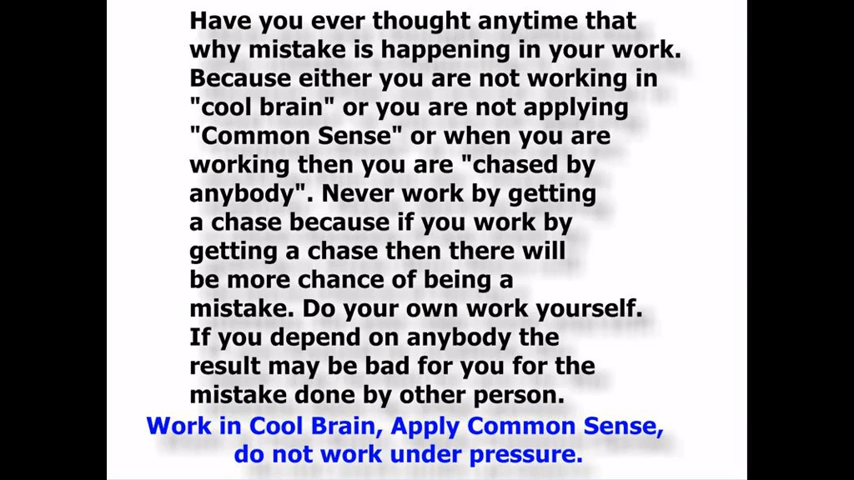 Have you ever thought anytime that
why mistake is happening in your work.
Because either you are not working in
"cool brain" or you are not applying
"Common Sense" or when you are
working then you are "chased by
anybody". Never work by getting
a chase because if you work by
getting a chase then there will
be more chance of being a
mistake. Do your own work yourself.
If you depend on anybody the
result may be bad for you for the
mistake done by other person.
Work in Cool Brain, Apply Common Sense,
do not work under pressure.